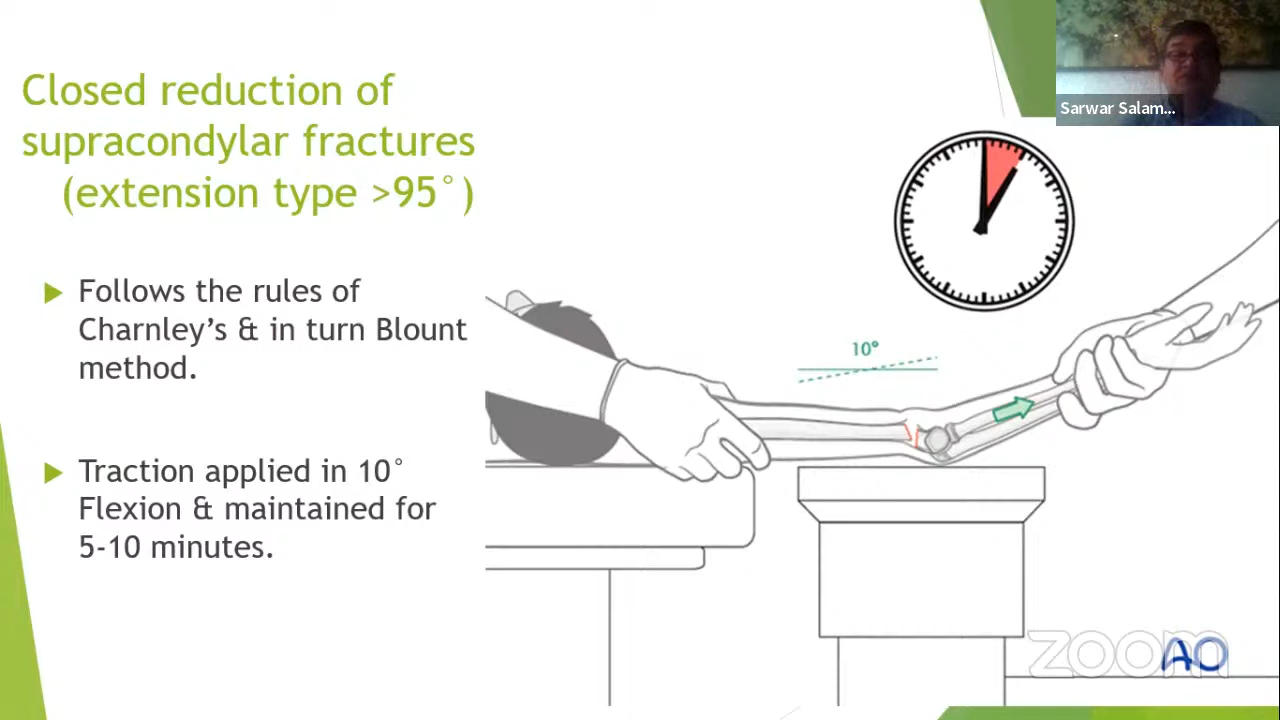 Closed reduction of
supracondylar fractures
(extension type >95°)
Sarwar Salam...
Follows the rules of
Charnley's & in turn Blount
method.
Traction applied in 10°
Flexion & maintained for
5-10 minutes.
10°
zoom
AO